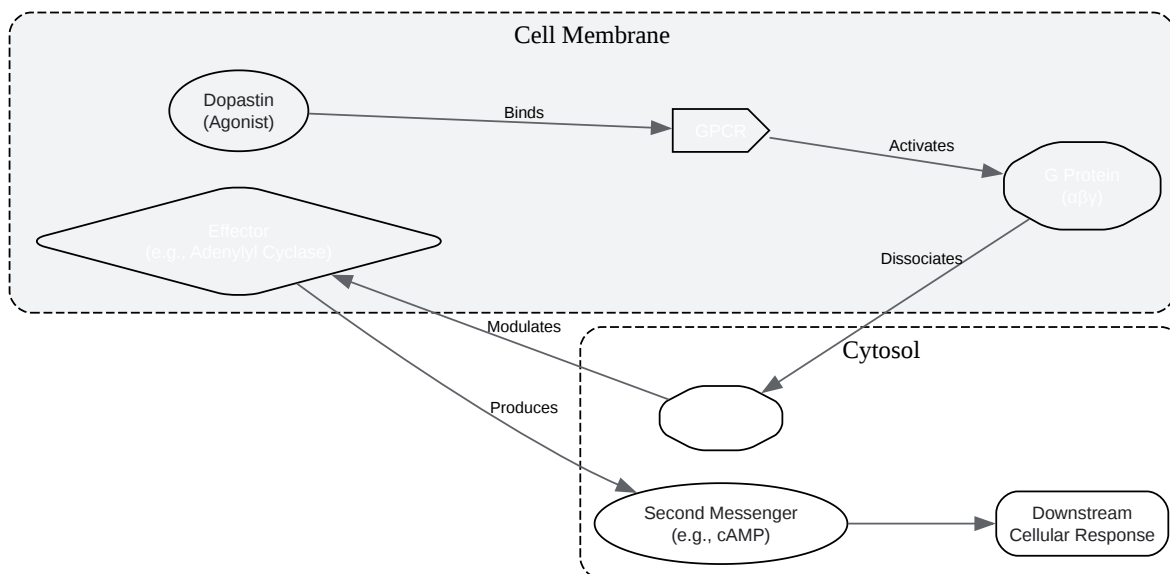 Cell Membrane
Dopastin
(Agonist)
Binds
GPCR
Activates
G Protein
(αβγ)
Effector
(e.g., Adenylyl Cyclase)
Dissociates
Modulates
Cytosol
Produces
Second Messenger
(e.g., cAMP)
Downstream
Cellular Response